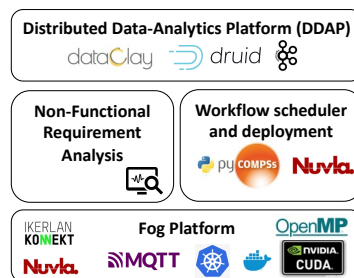 Distributed Data-Analytics Platform (DDAP)
dataClay druid
Non-Functional
Requirement
Analysis
Workflow scheduler
and deployment
py COMPSs Nuvla.
Fog Platform
IKERLAN
KONNEKT
OpenMP
Nuvla.
MQTT
NVIDIA.
CUDA.